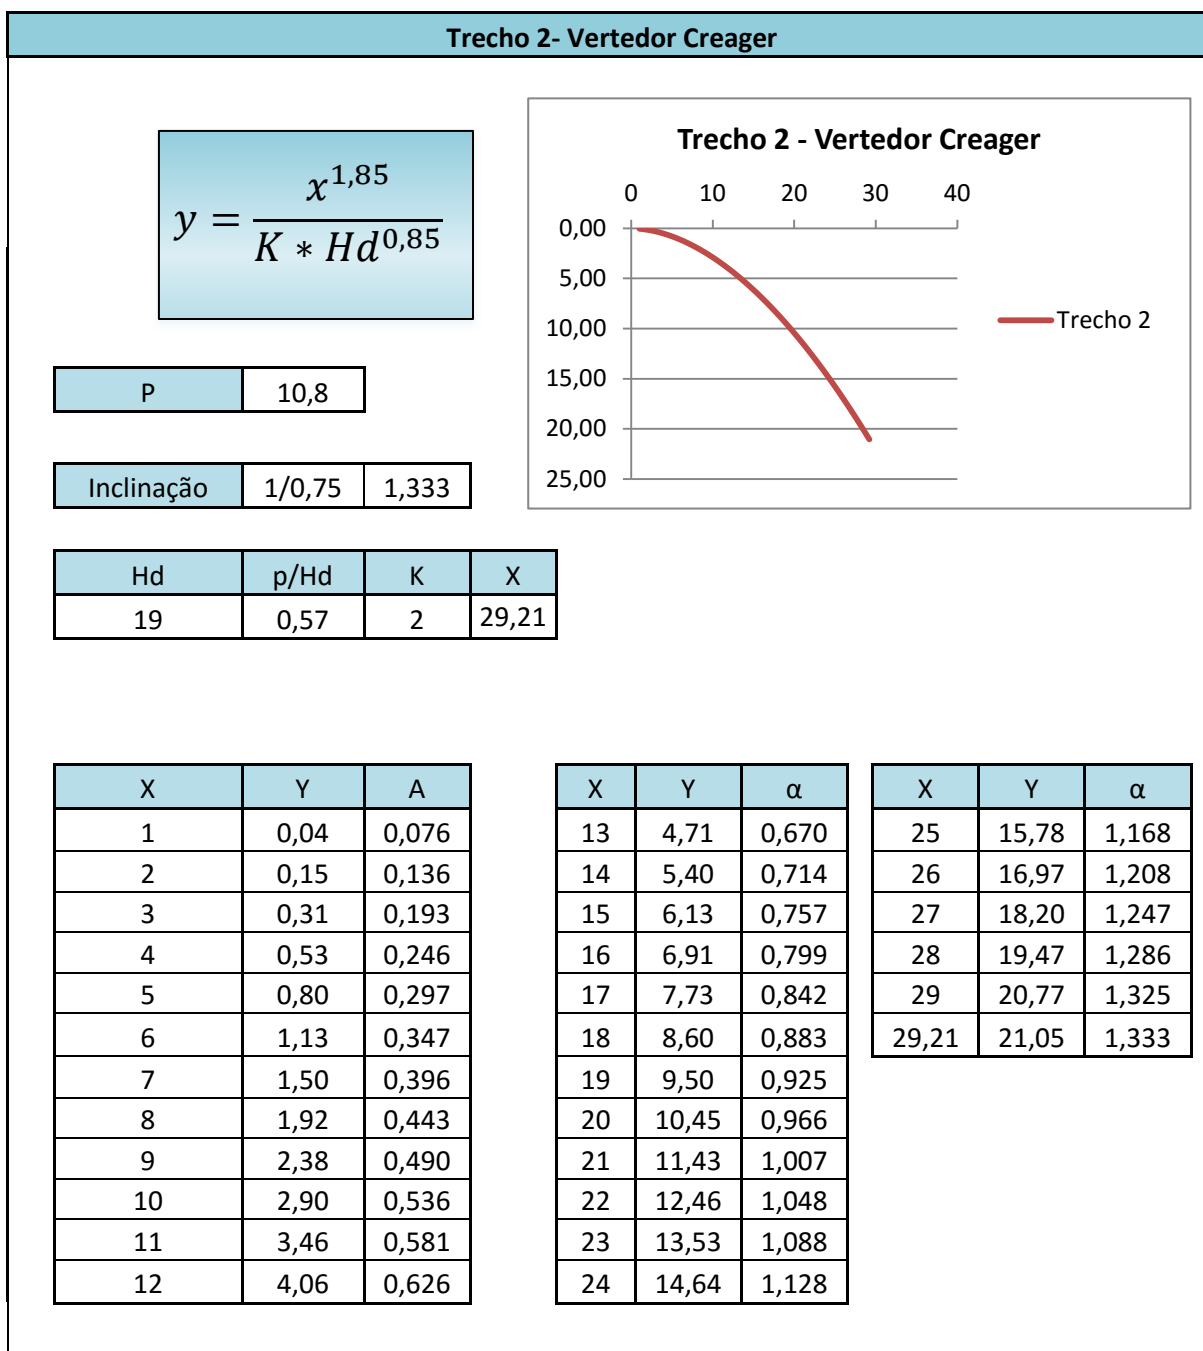 Trecho 2- Vertedor Creager
y = x^1,85 / (K * Hd^0,85)
Trecho 2 - Vertedor Creager
0 10 20 30 40
0,00
5,00
10,00
15,00
20,00
25,00
Trecho 2
P 10,8
Inclinação 1/0,75 1,333
Hd p/Hd K X
19 0,57 2 29,21
X Y A
1 0,04 0,076
2 0,15 0,136
3 0,31 0,193
4 0,53 0,246
5 0,80 0,297
6 1,13 0,347
7 1,50 0,396
8 1,92 0,443
9 2,38 0,490
10 2,90 0,536
11 3,46 0,581
12 4,06 0,626
X Y α
13 4,71 0,670
14 5,40 0,714
15 6,13 0,757
16 6,91 0,799
17 7,73 0,842
18 8,60 0,883
19 9,50 0,925
20 10,45 0,966
21 11,43 1,007
22 12,46 1,048
23 13,53 1,088
24 14,64 1,128
X Y α
25 15,78 1,168
26 16,97 1,208
27 18,20 1,247
28 19,47 1,286
29 20,77 1,325
29,21 21,05 1,333